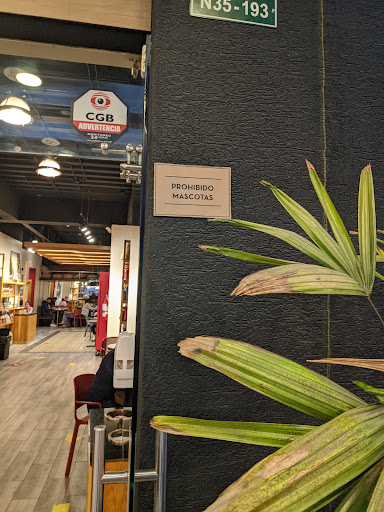 N35-193
CGB
ADVERTENCIA
PROHIBIDO
MASCOTAS